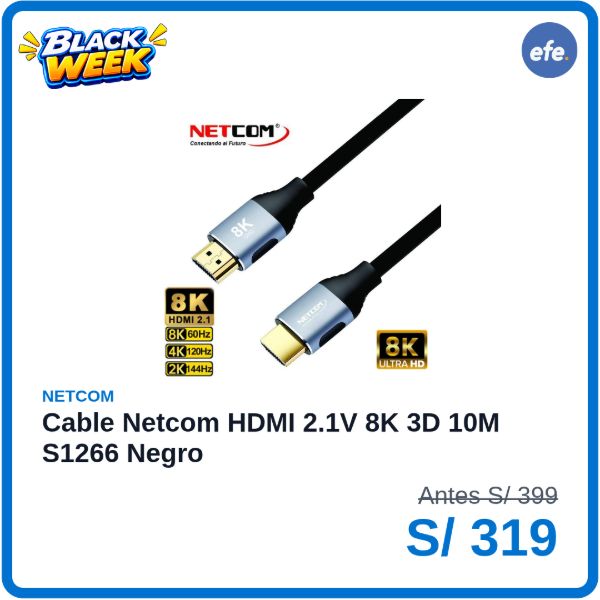 BLACK
WEEK
efe.
NETCOM®
Conectando al Futuro
8K
NETCOM
8K
HDMI 2.1
8K 60Hz
4K 120Hz
2K 144Hz
8K
ULTRA HD
NETCOM
Cable Netcom HDMI 2.1V 8K 3D 10M
S1266 Negro
Antes S/ 399
S/ 319